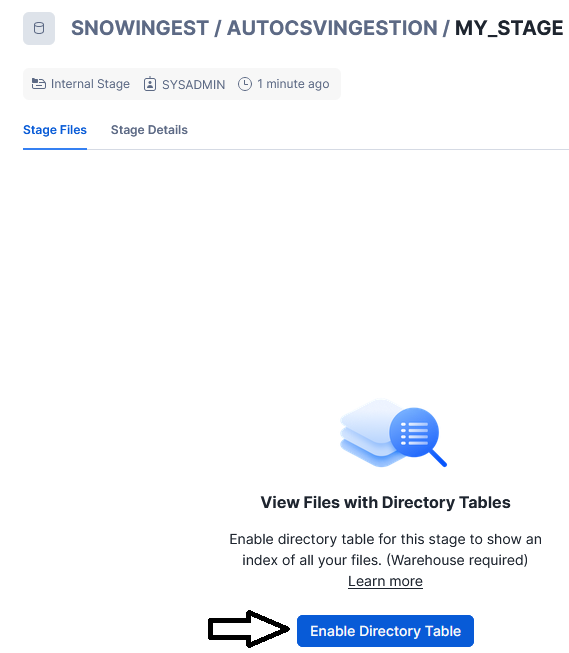 SNOWINGEST / AUTOCSVINGESTION / MY_STAGE
Internal Stage SYSADMIN 1 minute ago
Stage Files Stage Details
View Files with Directory Tables
Enable directory table for this stage to show an
index of all your files. (Warehouse required)
Learn more
Enable Directory Table